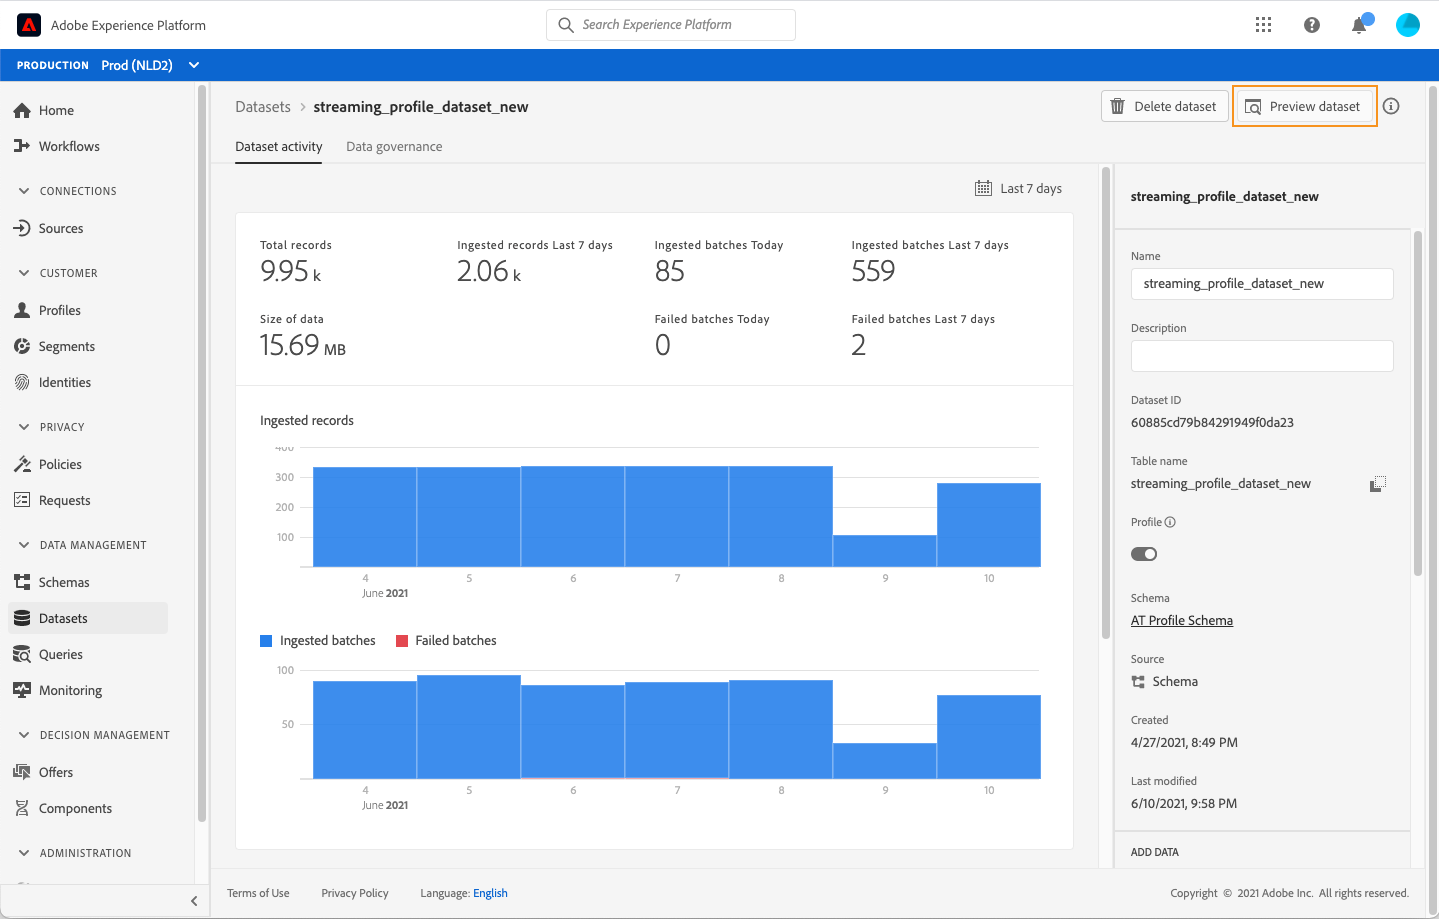 Adobe Experience Platform
Search Experience Platform
PRODUCTION Prod (NLD2)
Home
Workflows
CONNECTIONS
Sources
CUSTOMER
Profiles
Segments
Identities
PRIVACY
Policies
Requests
DATA MANAGEMENT
Schemas
Datasets
Queries
Monitoring
DECISION MANAGEMENT
Offers
Components
ADMINISTRATION
Datasets > streaming_profile_dataset_new
Delete dataset
Preview dataset
Dataset activity Data governance
Last 7 days
Total records Ingested records Last 7 days Ingested batches Today Ingested batches Last 7 days
9.95 k 2.06 k 85 559
Size of data Failed batches Today Failed batches Last 7 days
15.69 MB 0 2
Ingested records
400
300
200
100
4 5 6 7 8 9 10
June 2021
Ingested batches Failed batches
100
50
4 5 6 7 8 9 10
June 2021
streaming_profile_dataset_new
Name
streaming_profile_dataset_new
Description
Dataset ID
60885cd79b84291949f0da23
Table name
streaming_profile_dataset_new
Profile
Schema
AT Profile Schema
Source
Schema
Created
4/27/2021, 8:49 PM
Last modified
6/10/2021, 9:58 PM
ADD DATA
Terms of Use Privacy Policy Language: English
Copyright © 2021 Adobe Inc. All rights reserved.